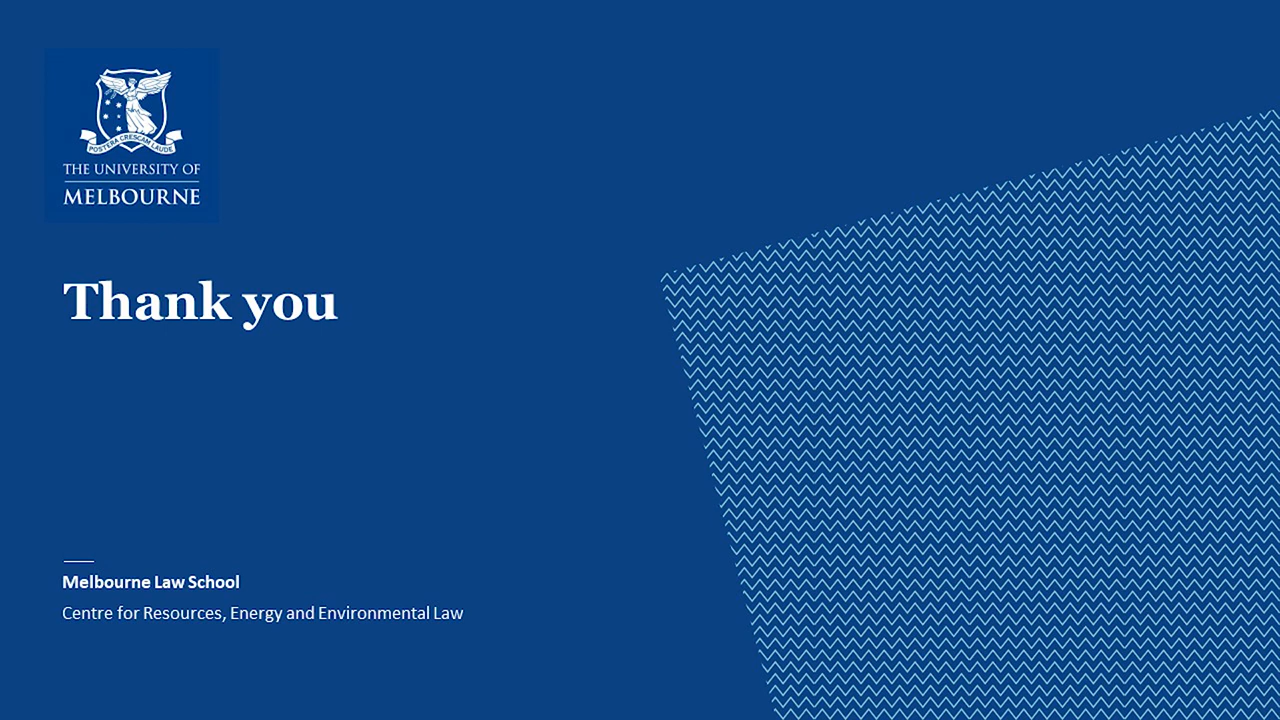 POSTERA CRESCAM LAUDE
THE UNIVERSITY OF
MELBOURNE
Thank you
Melbourne Law School
Centre for Resources, Energy and Environmental Law